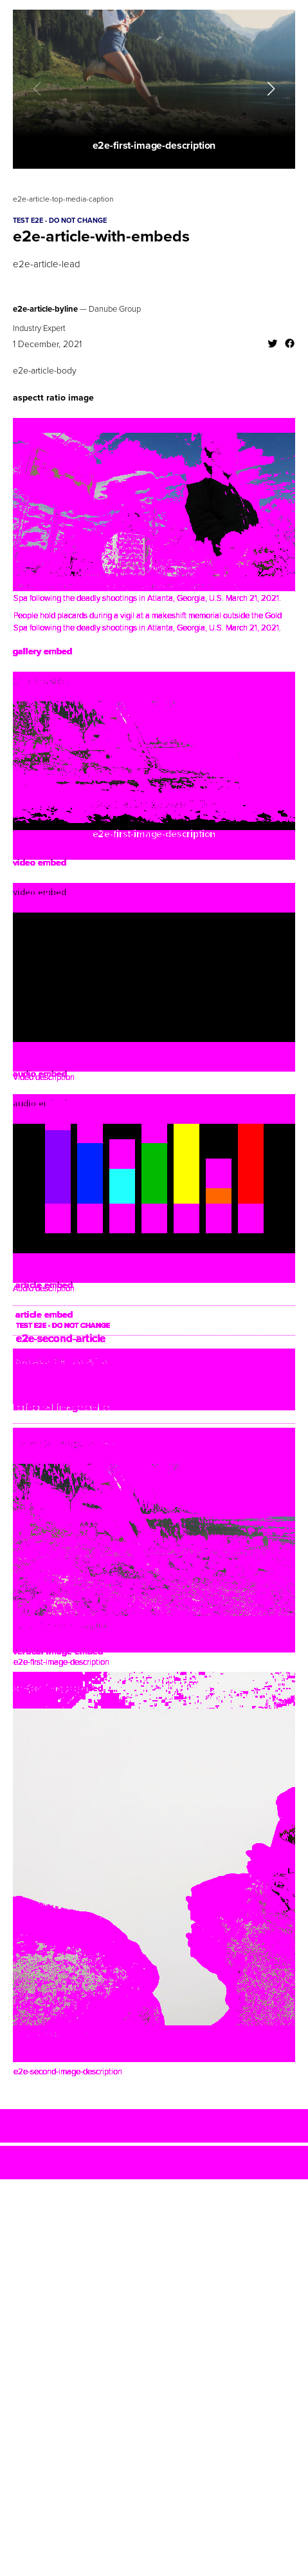 e2e-first-image-description
e2e-article-top-media-caption
TEST E2E - DO NOT CHANGE
e2e-article-with-embeds
e2e-article-lead
e2e-article-byline — Danube Group
Industry Expert
1 December, 2021
e2e-article-body
aspectt ratio image
Spa following the deadly shootings in Atlanta, Georgia, U.S. March 21, 2021.
People hold placards during a vigil at a makeshift memorial outside the Gold
Spa following the deadly shootings in Atlanta, Georgia, U.S. March 21, 2021.
gallery embed
e2e-first-image-description
video embed
video embed
audio embed
Video description
article embed
Audio description
article embed
TEST E2E - DO NOT CHANGE
e2e-second-article
vertical image embed
e2e-first-image-description
e2e-second-image-description